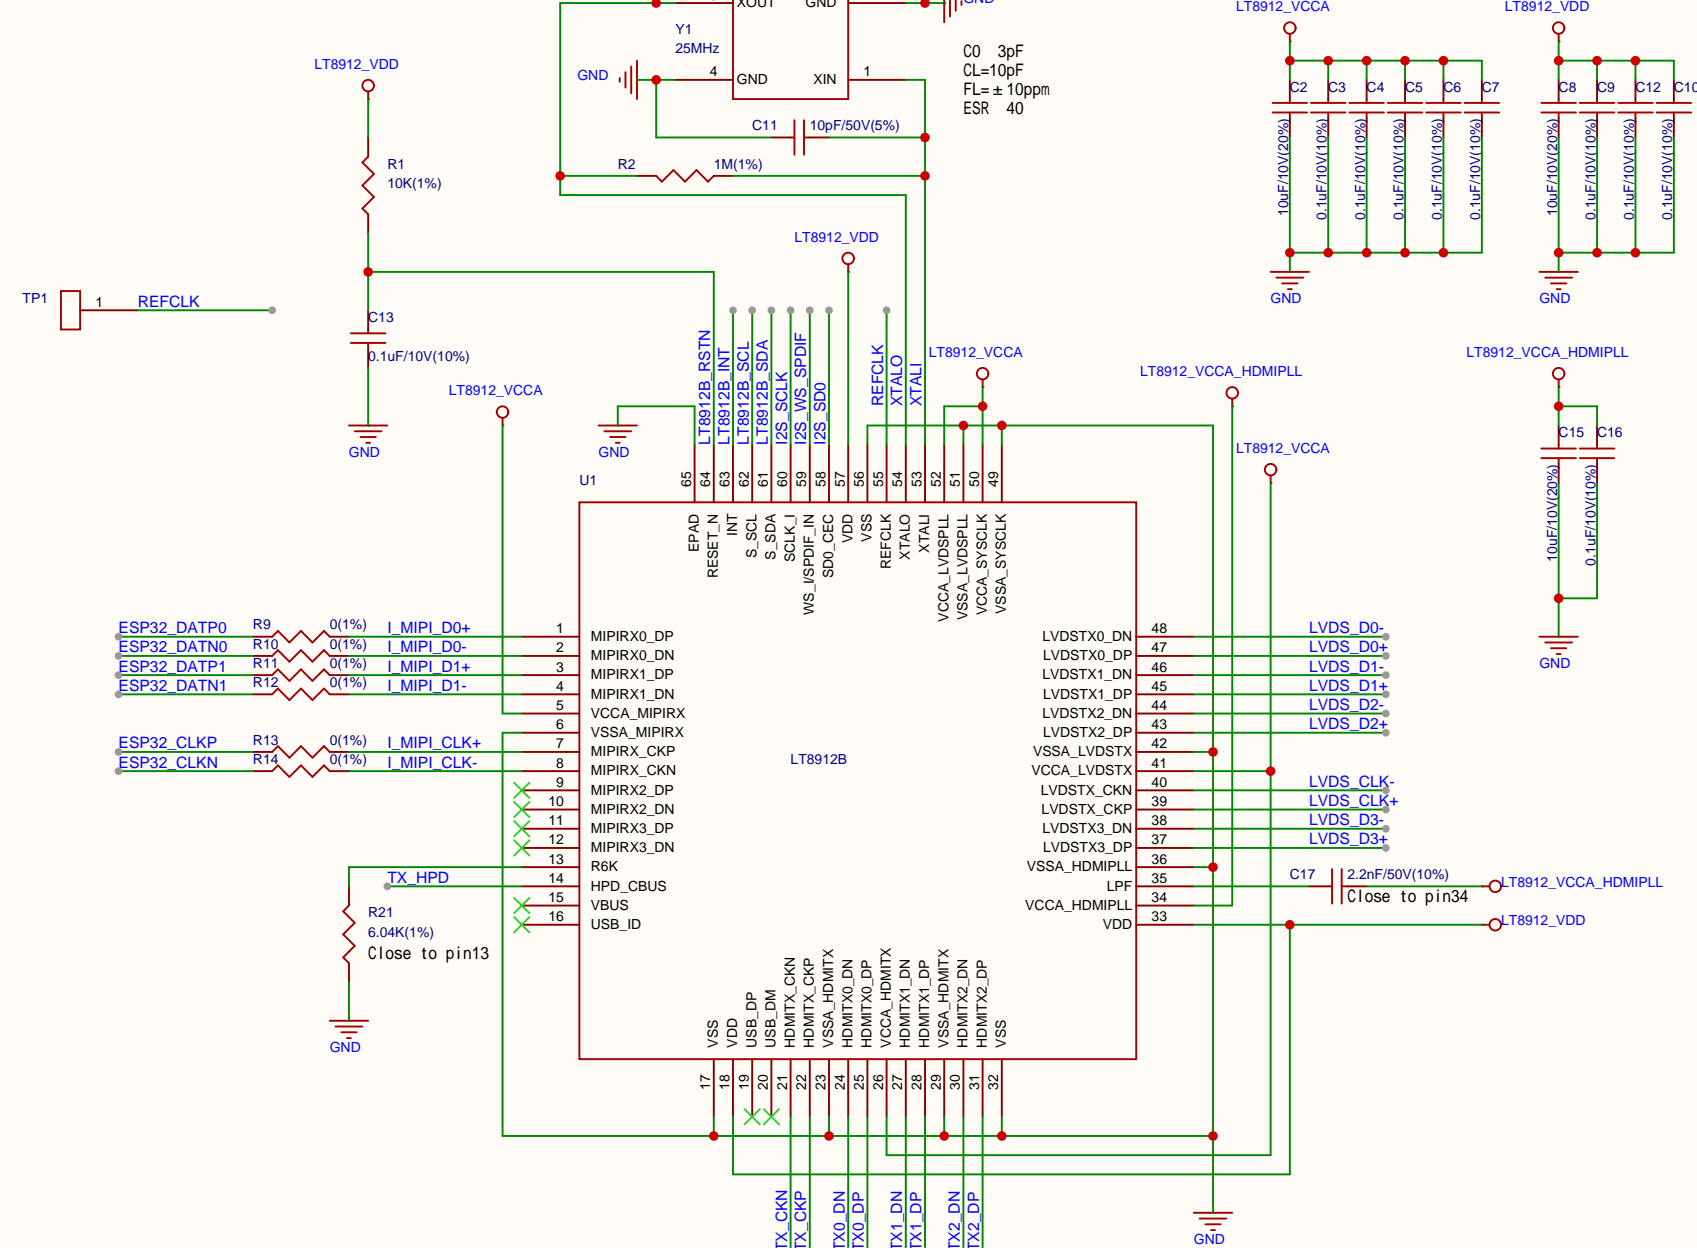 XOUT
GND
GND
Y1
25MHz
GND
4
GND
XIN
1
C0 3pF
CL=10pF
FL=±10ppm
ESR 40
C11
10pF/50V(5%)
R2
1M(1%)
LT8912_VCCA
C2
C3
C4
C5
C6
C7
10uF/10V(20%)
0.1uF/10V(10%)
0.1uF/10V(10%)
0.1uF/10V(10%)
0.1uF/10V(10%)
0.1uF/10V(10%)
GND
LT8912_VDD
C8
C9
C12
C10
10uF/10V(20%)
0.1uF/10V(10%)
0.1uF/10V(10%)
0.1uF/10V(10%)
GND
LT8912_VDD
R1
10K(1%)
TP1
1
REFCLK
C13
0.1uF/10V(10%)
GND
LT8912_VDD
LT8912_VCCA
GND
LT8912_VCCA
LT8912_VCCA_HDMIPLL
LT8912_VCCA
LT8912_VCCA_HDMIPLL
C15
C16
10uF/10V(20%)
0.1uF/10V(10%)
GND
LT8912B_RSTN
LT8912B_INT
LT8912B_SCL
LT8912B_SDA
I2S_SCLK
I2S_WS_SPDIF
I2S_SD0
REFCLK
XTALO
XTALI
U1
65
64
63
62
61
60
59
58
57
56
55
54
53
52
51
50
49
EPAD
RESET_N
INT
S_SCL
S_SDA
SCLK_I
WS_I/SPDIF_IN
SD0_CEC
VDD
VSS
REFCLK
XTALO
XTALI
VCCA_LVDSPLL
VSSA_LVDSPLL
VCCA_SYSCLK
VSSA_SYSCLK
ESP32_DATP0 R9 0(1%) I_MIPI_D0+ 1 MIPIRX0_DP
ESP32_DATN0 R10 0(1%) I_MIPI_D0- 2 MIPIRX0_DN
ESP32_DATP1 R11 0(1%) I_MIPI_D1+ 3 MIPIRX1_DP
ESP32_DATN1 R12 0(1%) I_MIPI_D1- 4 MIPIRX1_DN
5 VCCA_MIPIRX
6 VSSA_MIPIRX
ESP32_CLKP R13 0(1%) I_MIPI_CLK+ 7 MIPIRX_CKP
ESP32_CLKN R14 0(1%) I_MIPI_CLK- 8 MIPIRX_CKN
9 MIPIRX2_DP
10 MIPIRX2_DN
11 MIPIRX3_DP
12 MIPIRX3_DN
13 R6K
TX_HPD 14 HPD_CBUS
15 VBUS
16 USB_ID
R21
6.04K(1%)
Close to pin13
GND
LT8912B
LVDSTX0_DN 48 LVDS_D0-
LVDSTX0_DP 47 LVDS_D0+
LVDSTX1_DN 46 LVDS_D1-
LVDSTX1_DP 45 LVDS_D1+
LVDSTX2_DN 44 LVDS_D2-
LVDSTX2_DP 43 LVDS_D2+
VSSA_LVDSTX 42
VCCA_LVDSTX 41
LVDSTX_CKN 40 LVDS_CLK-
LVDSTX_CKP 39 LVDS_CLK+
LVDSTX3_DN 38 LVDS_D3-
LVDSTX3_DP 37 LVDS_D3+
VSSA_HDMIPLL 36
LPF 35 C17 2.2nF/50V(10%) LT8912_VCCA_HDMIPLL
Close to pin34
VCCA_HDMIPLL 34
VDD 33 LT8912_VDD
VSS
VDD
USB_DP
USB_DM
HDMITX_CKN
HDMITX_CKP
VSSA_HDMITX
HDMITX0_DN
HDMITX0_DP
VCCA_HDMITX
HDMITX1_DN
HDMITX1_DP
VSSA_HDMITX
HDMITX2_DN
HDMITX2_DP
VSS
17
18
19
20
21
22
23
24
25
26
27
28
29
30
31
32
TX_CKN
TX_CKP
TX0_DN
TX0_DP
TX1_DN
TX1_DP
TX2_DN
TX2_DP
GND